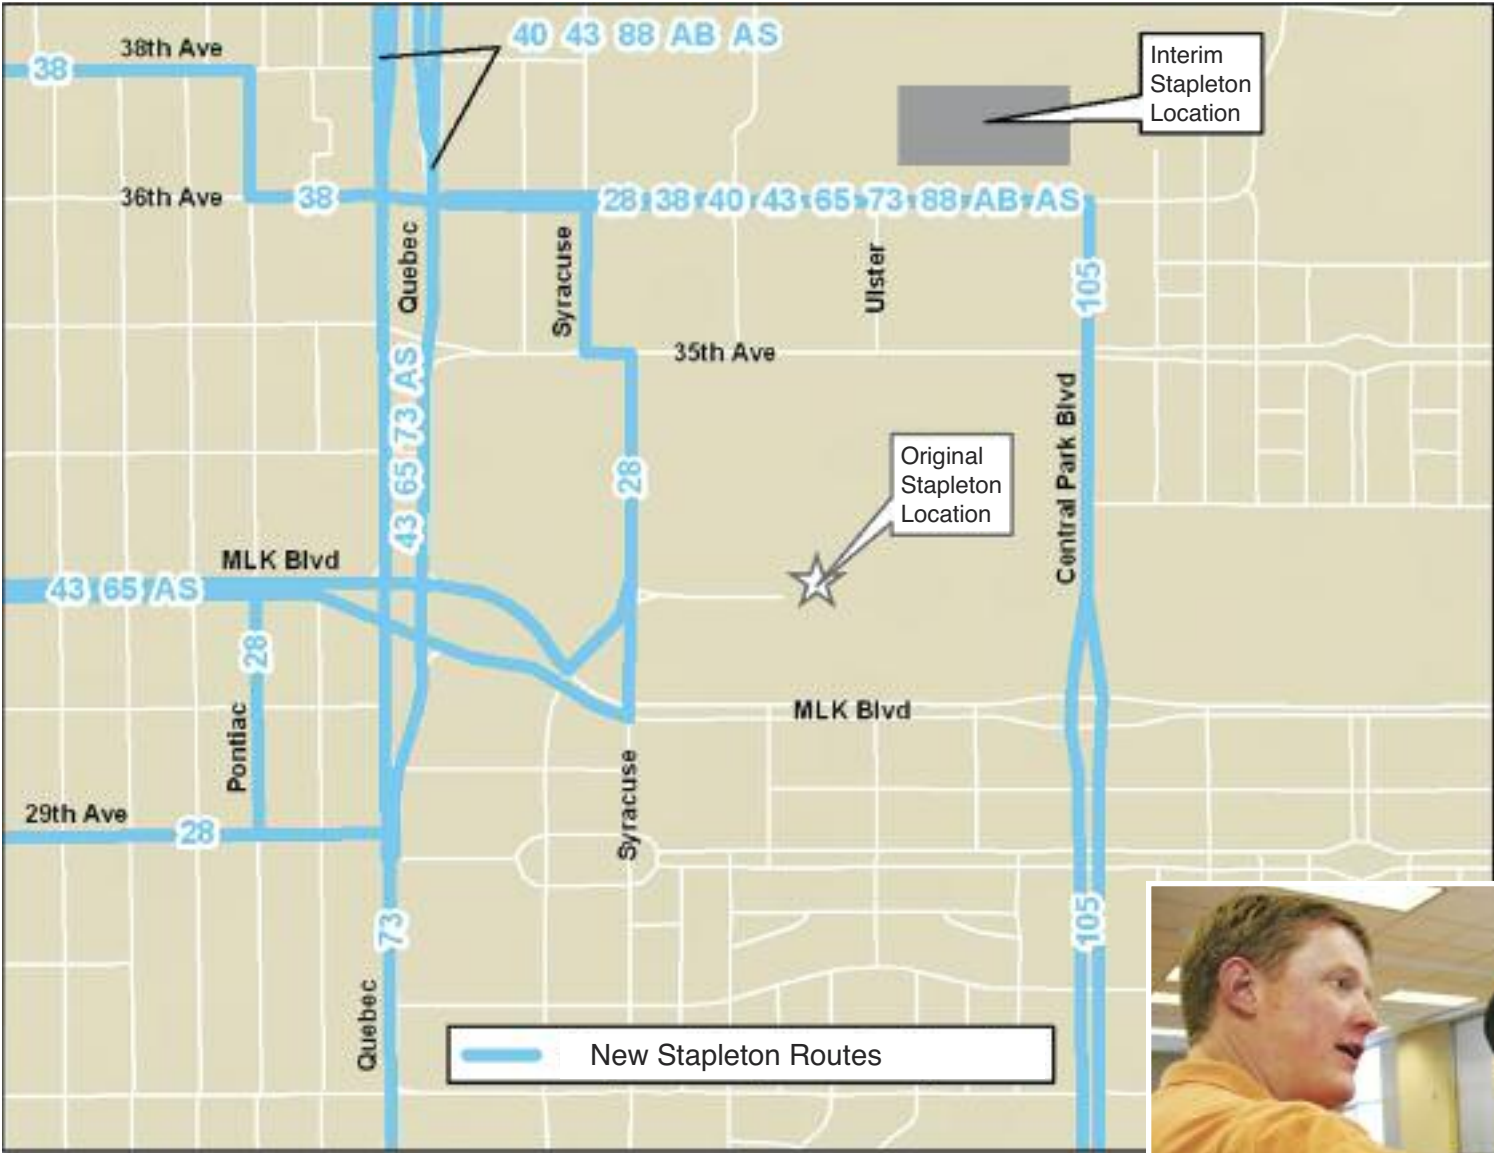 40 43 88 AB AS
38th Ave
38
Interim
Stapleton
Location
36th Ave
38
28 38 40 43 65 73 88 AB AS
Quebec
Syracuse
Ulster
105
35th Ave
43 65 73 AS
Central Park Blvd
28
Original
Stapleton
Location
MLK Blvd
43 65 AS
28
Pontiac
MLK Blvd
Syracuse
29th Ave
28
73
105
Quebec
New Stapleton Routes